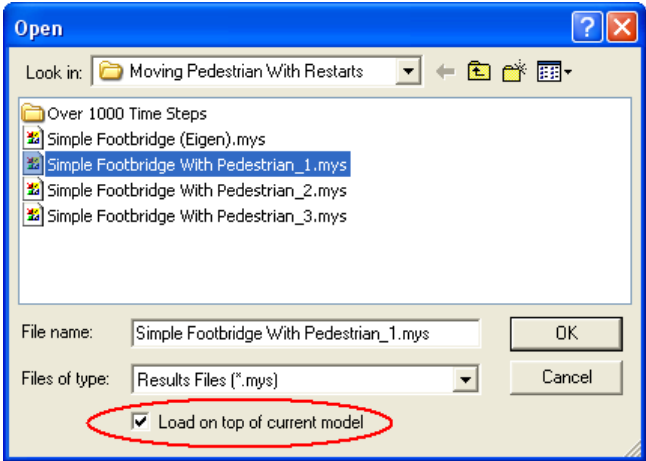 Open
Look in: Moving Pedestrian With Restarts
Over 1000 Time Steps
Simple Footbridge (Eigen).mys
Simple Footbridge With Pedestrian_1.mys
Simple Footbridge With Pedestrian_2.mys
Simple Footbridge With Pedestrian_3.mys
File name: Simple Footbridge With Pedestrian_1.mys OK
Files of type: Results Files (*.mys) Cancel
Load on top of current model